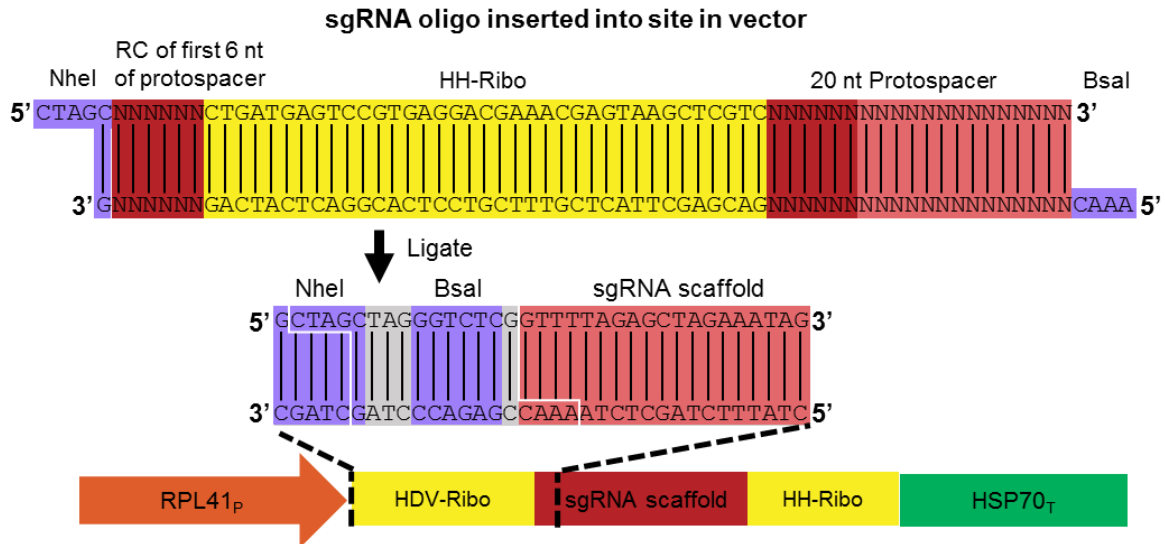 sgRNA oligo inserted into site in vector
RC of first 6 nt
of protospacer
NheI HH-Ribo 20 nt Protospacer BsaI
5’ CTAGCNNNNNNCTGATGAGTCCGTGAGGACGAAACGAGTAAGCTCGTCNNNNNNNNNNNNNNNNNNNN 3’
3’ GNNNNNNGACTACTCAGGCACTCCTGCTTTGCTCATTCGAGCAGNNNNNNNNNNNNNNNNNNNNCAAA 5’
Ligate
NheI BsaI sgRNA scaffold
5’ GCTAGCTAGGGTCTCGGTTTTAGAGCTAGAAATAG 3’
3’ CGATCGATCCCAGAGCCAAAATCTCGATCTTTATC 5’
RPL41P HDV-Ribo sgRNA scaffold HH-Ribo HSP70T